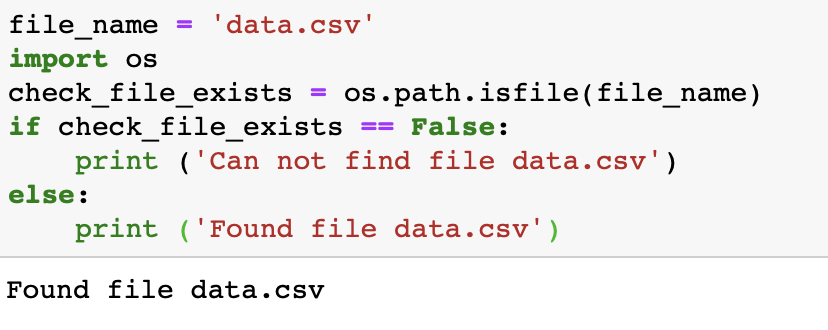 file_name = 'data.csv'
import os
check_file_exists = os.path.isfile(file_name)
if check_file_exists == False:
    print ('Can not find file data.csv')
else:
    print ('Found file data.csv')
Found file data.csv